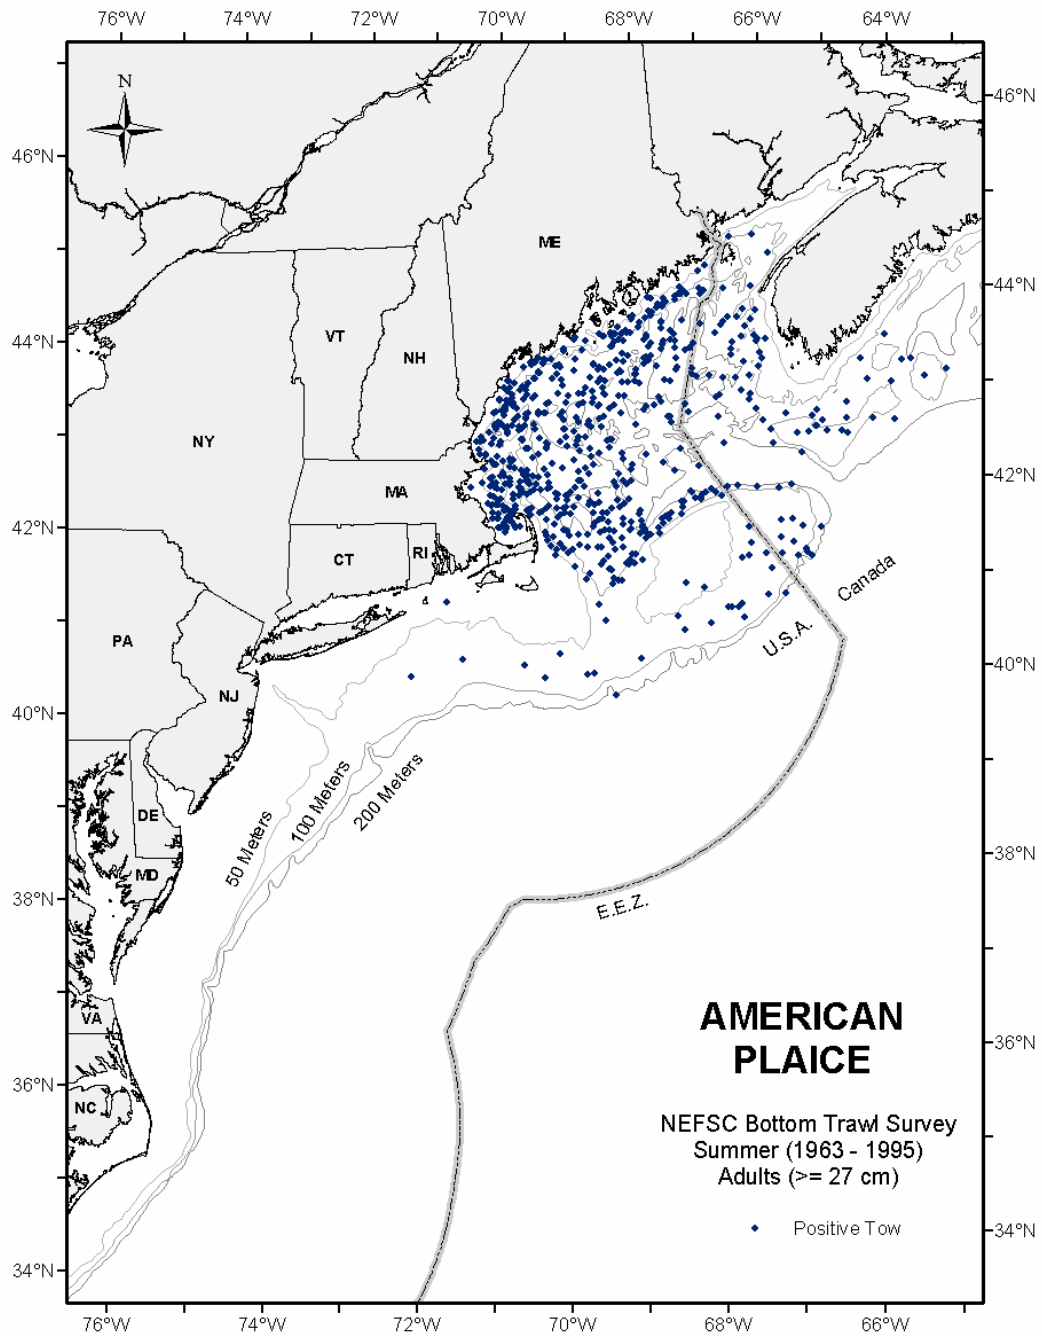 76°W 74°W 72°W 70°W 68°W 66°W 64°W
N
46°N
46°N
ME
44°N
44°N
VT
NH
NY
42°N
MA
42°N
CT
RI
Canada
U.S.A.
PA
40°N
NJ
40°N
50 Meters
100 Meters
200 Meters
DE
MD
38°N
38°N
E.E.Z.
VA
AMERICAN
PLAICE
36°N
36°N
NC
NEFSC Bottom Trawl Survey
Summer (1963 - 1995)
Adults (>= 27 cm)
Positive Tow
34°N
34°N
76°W 74°W 72°W 70°W 68°W 66°W